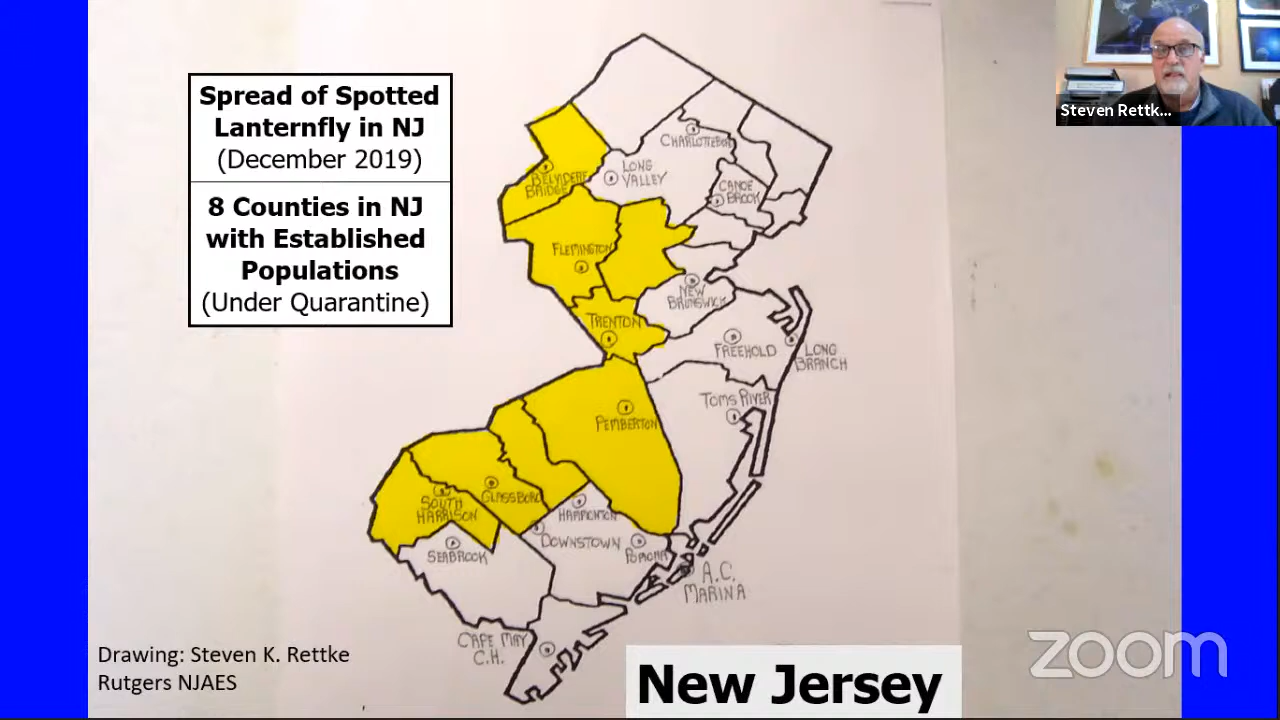 Spread of Spotted
Lanternfly in NJ
(December 2019)
8 Counties in NJ
with Established
Populations
(Under Quarantine)
Steven Rettk...
CHARLOTTEBURG
BELVIDERE
BRIDGE
LONG
VALLEY
CANOE
BROOK
FLEMINGTON
NEW
BRUNSWICK
TRENTON
FREEHOLD
LONG
BRANCH
TOMS RIVER
PEMBERTON
SOUTH
HARRISON
GLASSBORO
HAMMONTON
SEABROOK
DOWNSTOWN
POMONA
A.C.
MARINA
CAPE MAY
C.H.
Drawing: Steven K. Rettke
Rutgers NJAES
New Jersey
zoom